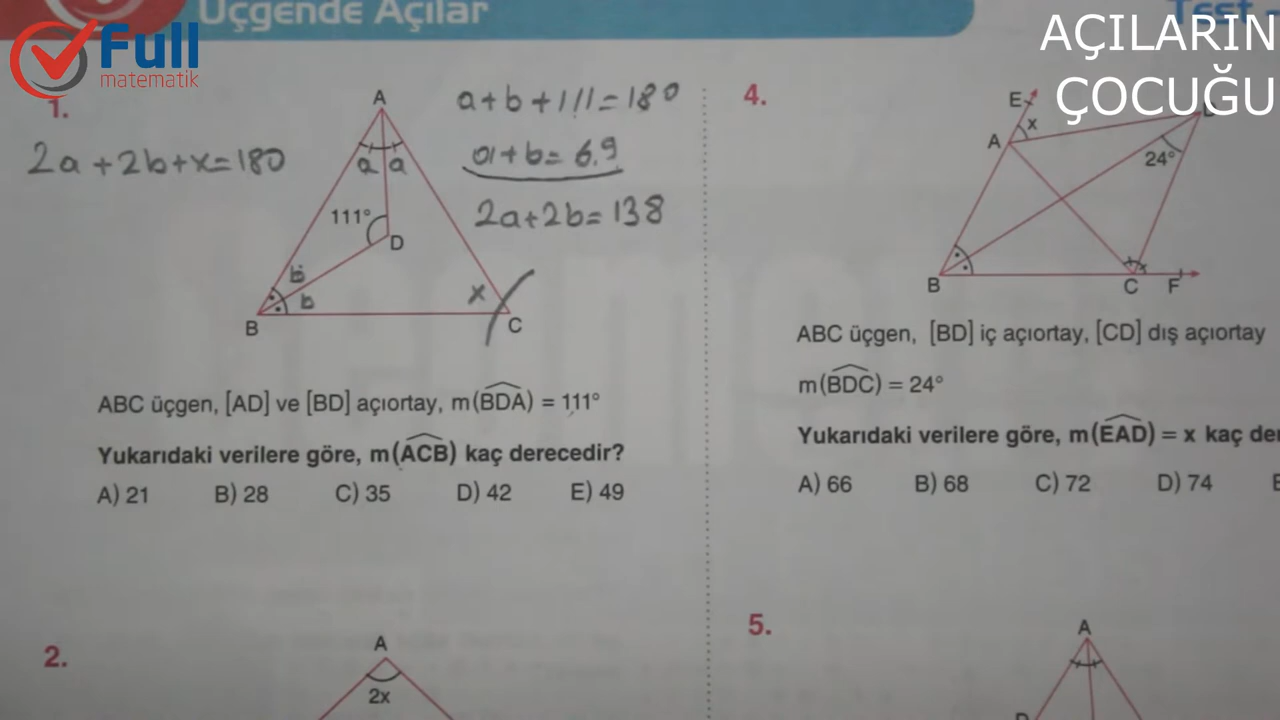 Üçgende Açılar
Test -
Full
matematik
AÇILARIN
ÇOCUĞU
1.
2a + 2b + x = 180
a + b + 111 = 180
a + b = 69
2a + 2b = 138
A
a a
111°
D
b
b
x
B
C
ABC üçgen, [AD] ve [BD] açıortay, m(BDA) = 111°
Yukarıdaki verilere göre, m(ACB) kaç derecedir?
A) 21 B) 28 C) 35 D) 42 E) 49
2.
A
2x
4.
E
x
A
24°
B
C
F
ABC üçgen, [BD] iç açıortay, [CD] dış açıortay
m(BDC) = 24°
Yukarıdaki verilere göre, m(EAD) = x kaç der
A) 66 B) 68 C) 72 D) 74 E
5.
A
D